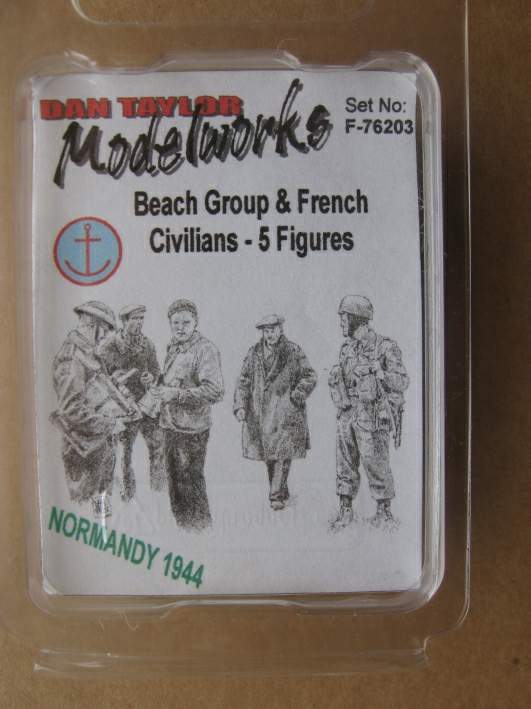 DAN TAYLOR
Modelworks
Set No:
F-76203
Beach Group & French
Civilians - 5 Figures
NORMANDY 1944